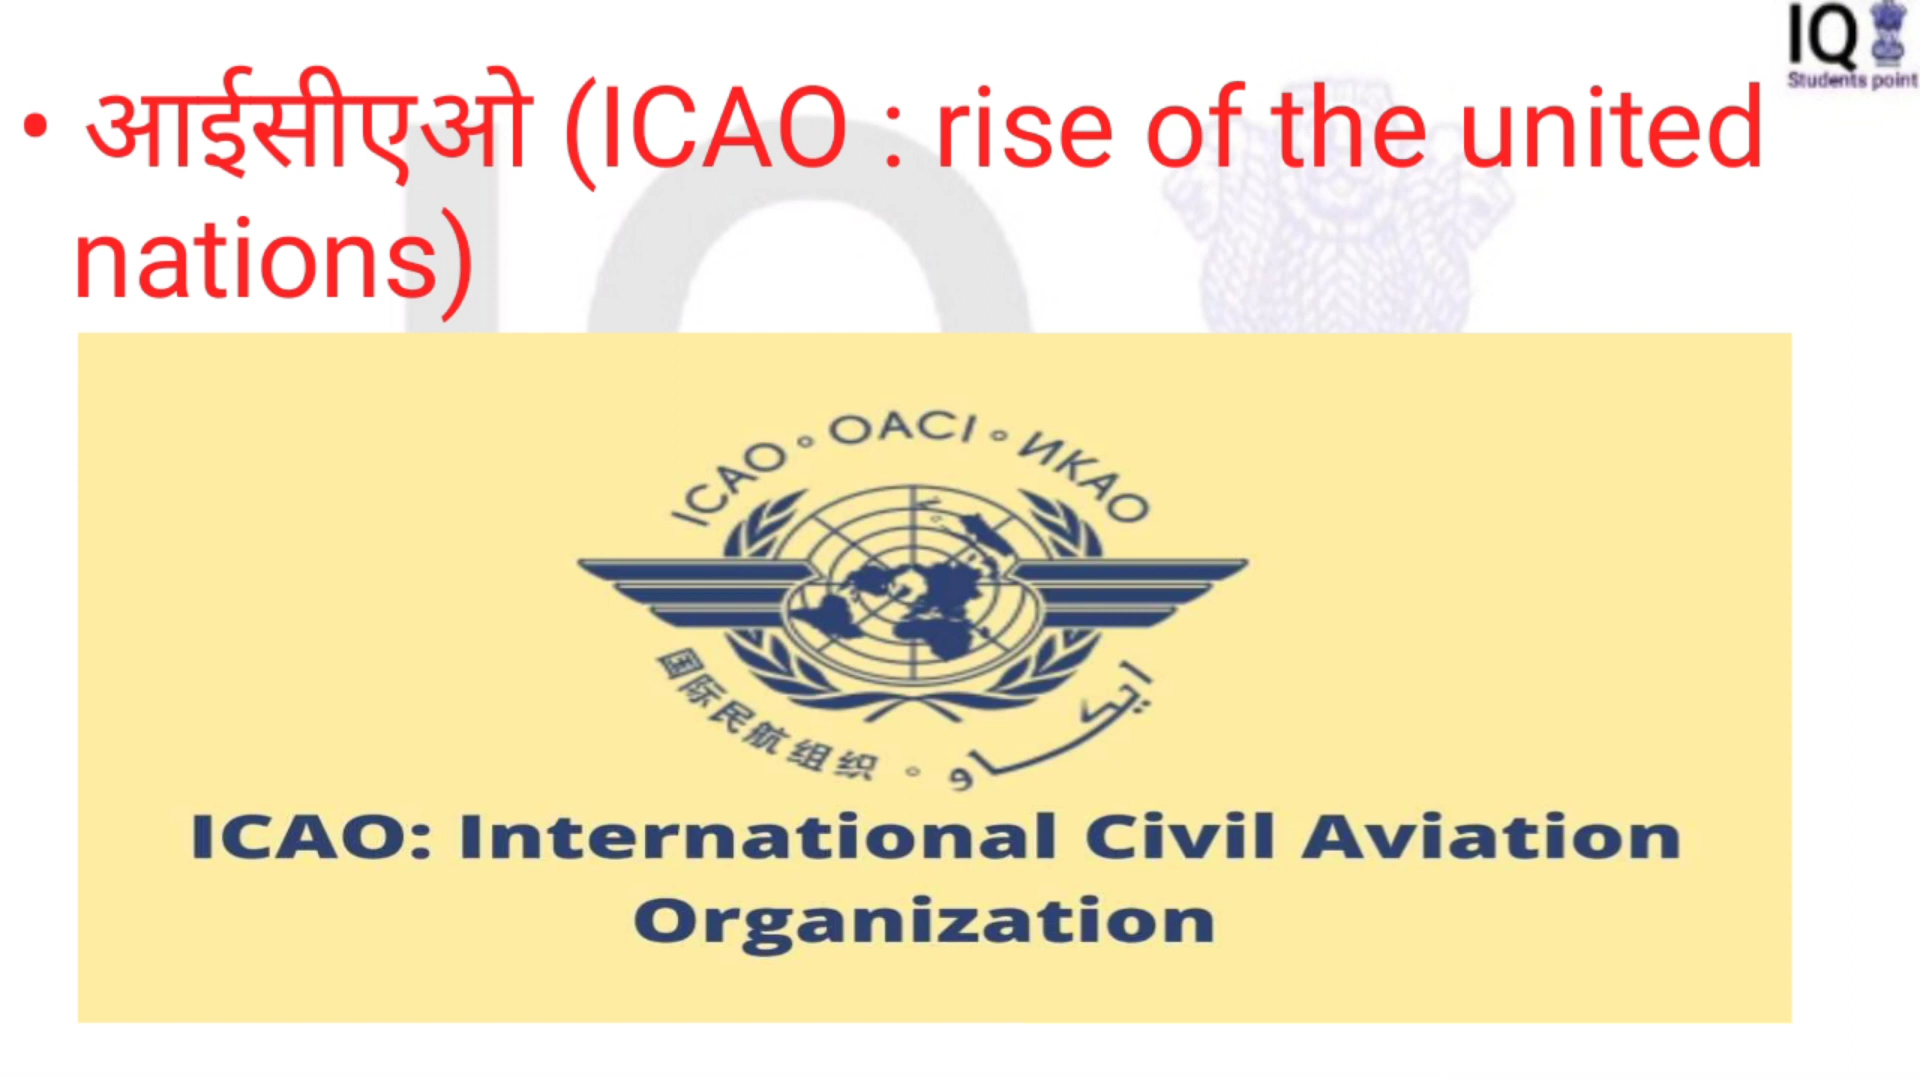 IQ
Students point
• आईसीएओ (ICAO : rise of the united
nations)
ICAO ◦ OACI ◦ ИКАО
国际民航组织 ◦ ايكاو
ICAO: International Civil Aviation
Organization